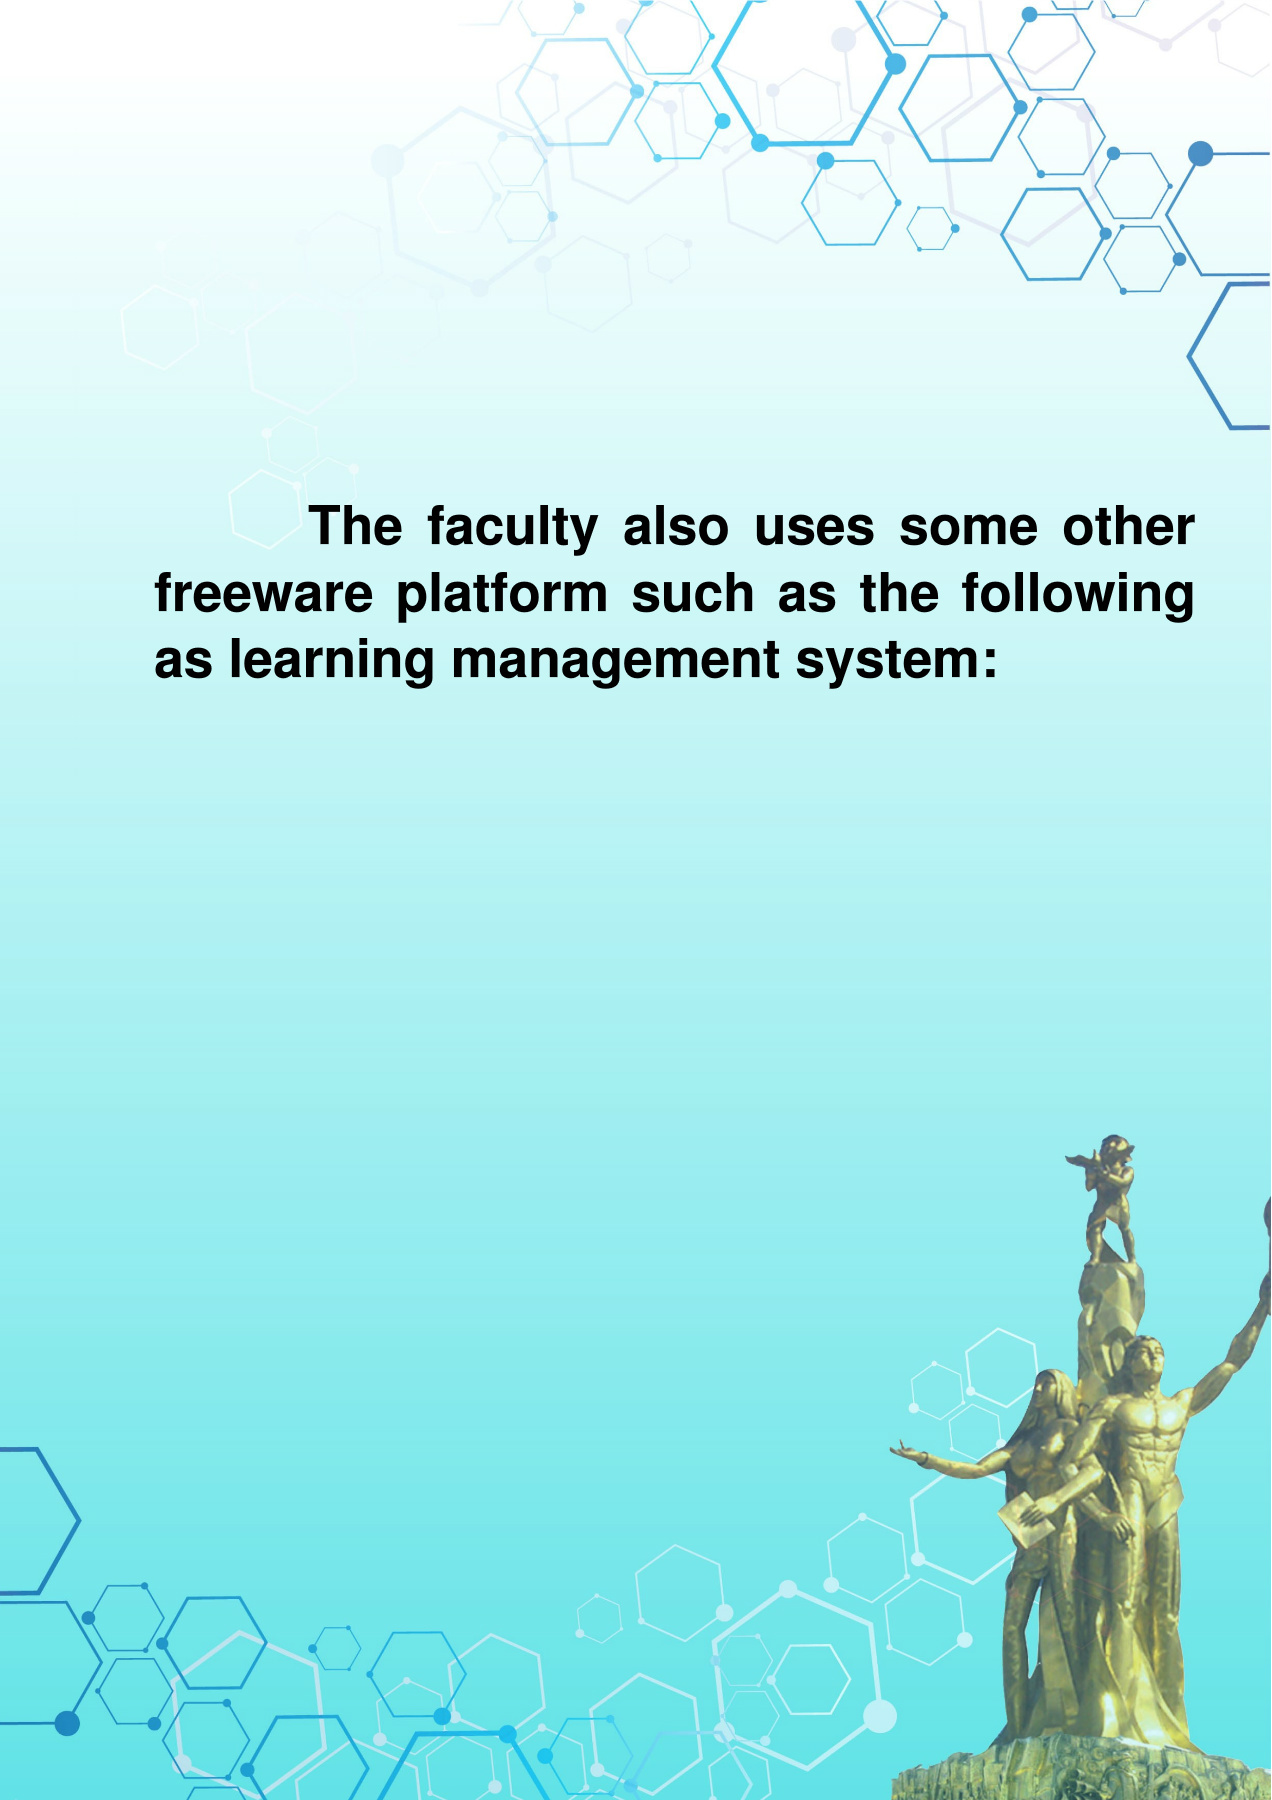 The faculty also uses some other
freeware platform such as the following
as learning management system: